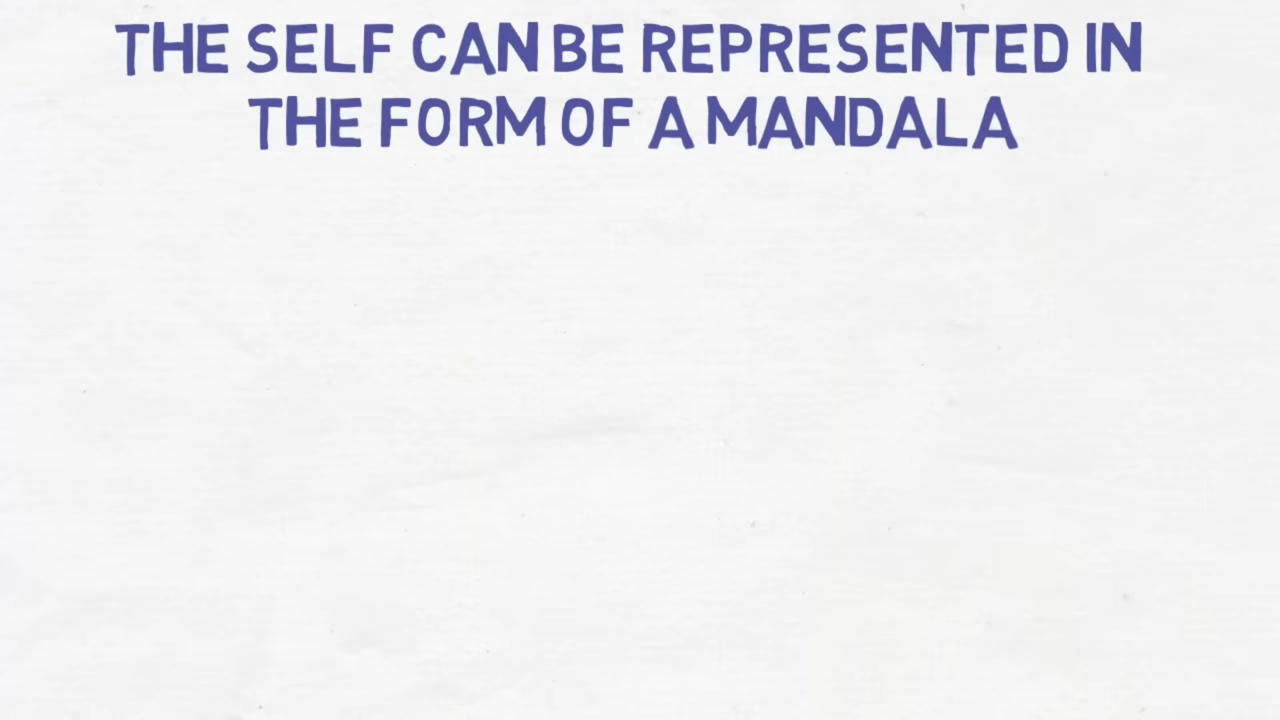 THE SELF CAN BE REPRESENTED IN
THE FORM OF A MANDALA